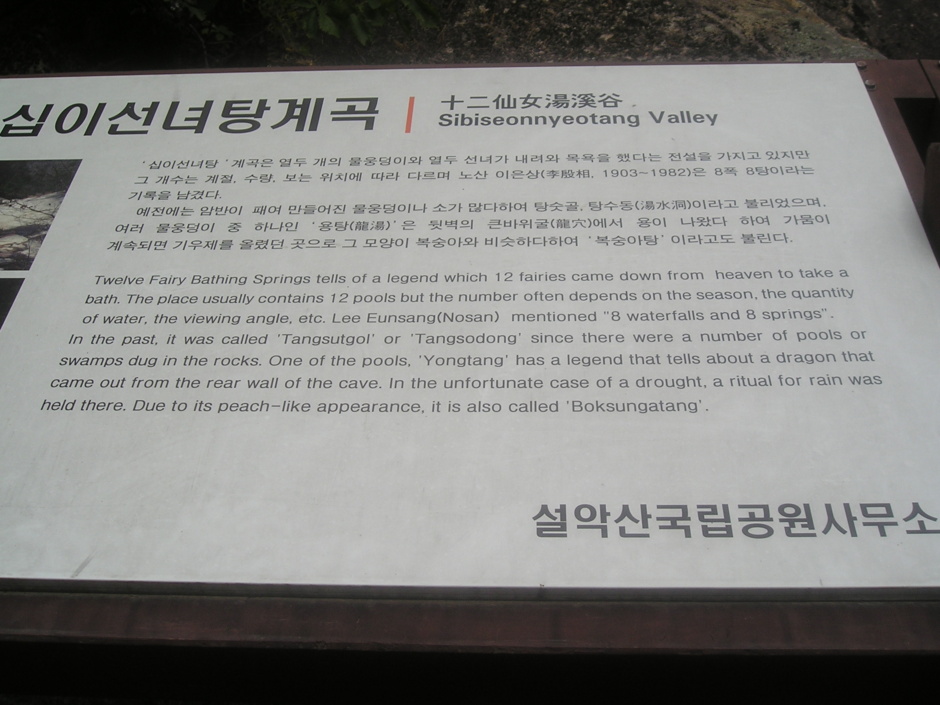 십이선녀탕계곡
十二仙女湯溪谷
Sibiseonnyeotang Valley
'십이선녀탕'계곡은 열두 개의 물웅덩이와 열두 선녀가 내려와 목욕을 했다는 전설을 가지고 있지만
그 개수는 계절, 수량, 보는 위치에 따라 다르며 노산 이은상(李殷相, 1903~1982)은 8폭 8탕이라는
기록을 남겼다.
예전에는 암반이 패여 만들어진 물웅덩이나 소가 많다하여 탕숫골, 탕수동(湯水洞)이라고 불리었으며,
여러 물웅덩이 중 하나인 '용탕(龍湯)'은 뒷벽의 큰바위굴(龍穴)에서 용이 나왔다 하여 가뭄이
계속되면 기우제를 올렸던 곳으로 그 모양이 복숭아와 비슷하다하여 '복숭아탕'이라고도 불린다.
Twelve Fairy Bathing Springs tells of a legend which 12 fairies came down from heaven to take a
bath. The place usually contains 12 pools but the number often depends on the season, the quantity
of water, the viewing angle, etc. Lee Eunsang(Nosan) mentioned "8 waterfalls and 8 springs".
In the past, it was called 'Tangsutgol' or 'Tangsodong' since there were a number of pools or
swamps dug in the rocks. One of the pools, 'Yongtang' has a legend that tells about a dragon that
came out from the rear wall of the cave. In the unfortunate case of a drought, a ritual for rain was
held there. Due to its peach-like appearance, it is also called 'Boksungatang'.
설악산국립공원사무소